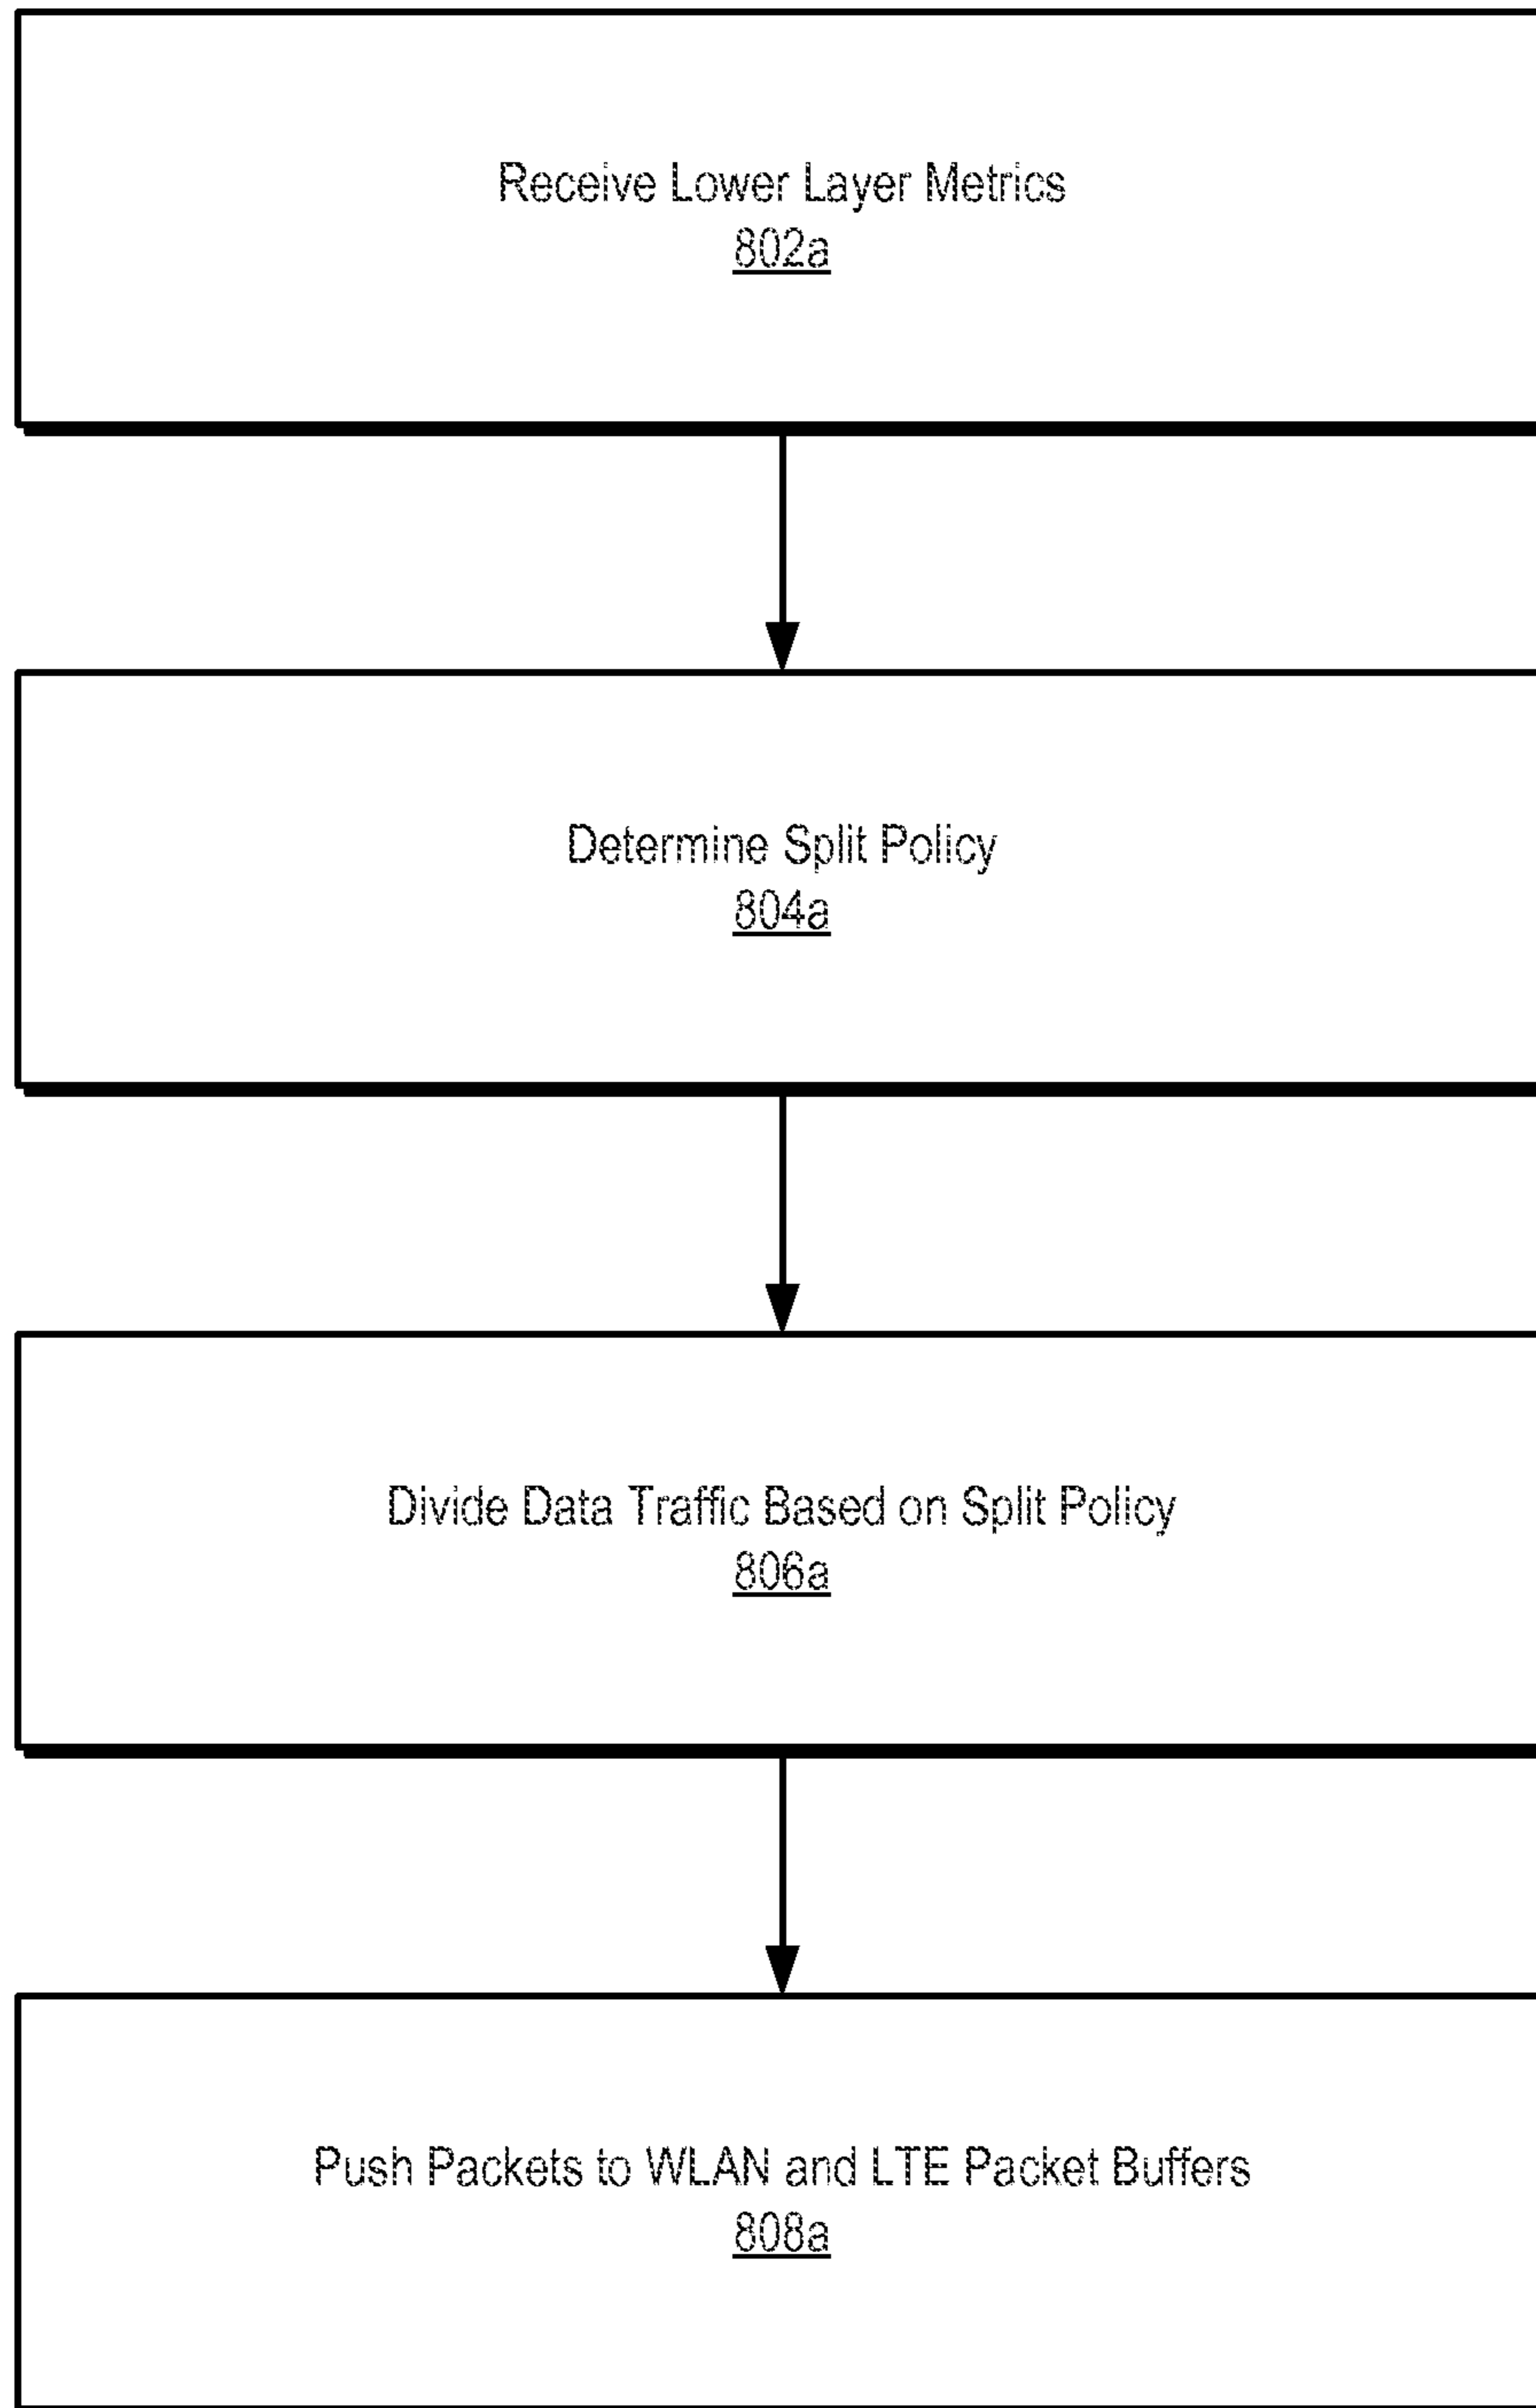 Receive Lower Layer Metrics
802a
Determine Split Policy
804a
Divide Data Traffic Based on Split Policy
806a
Push Packets to WLAN and LTE Packet Buffers
808a